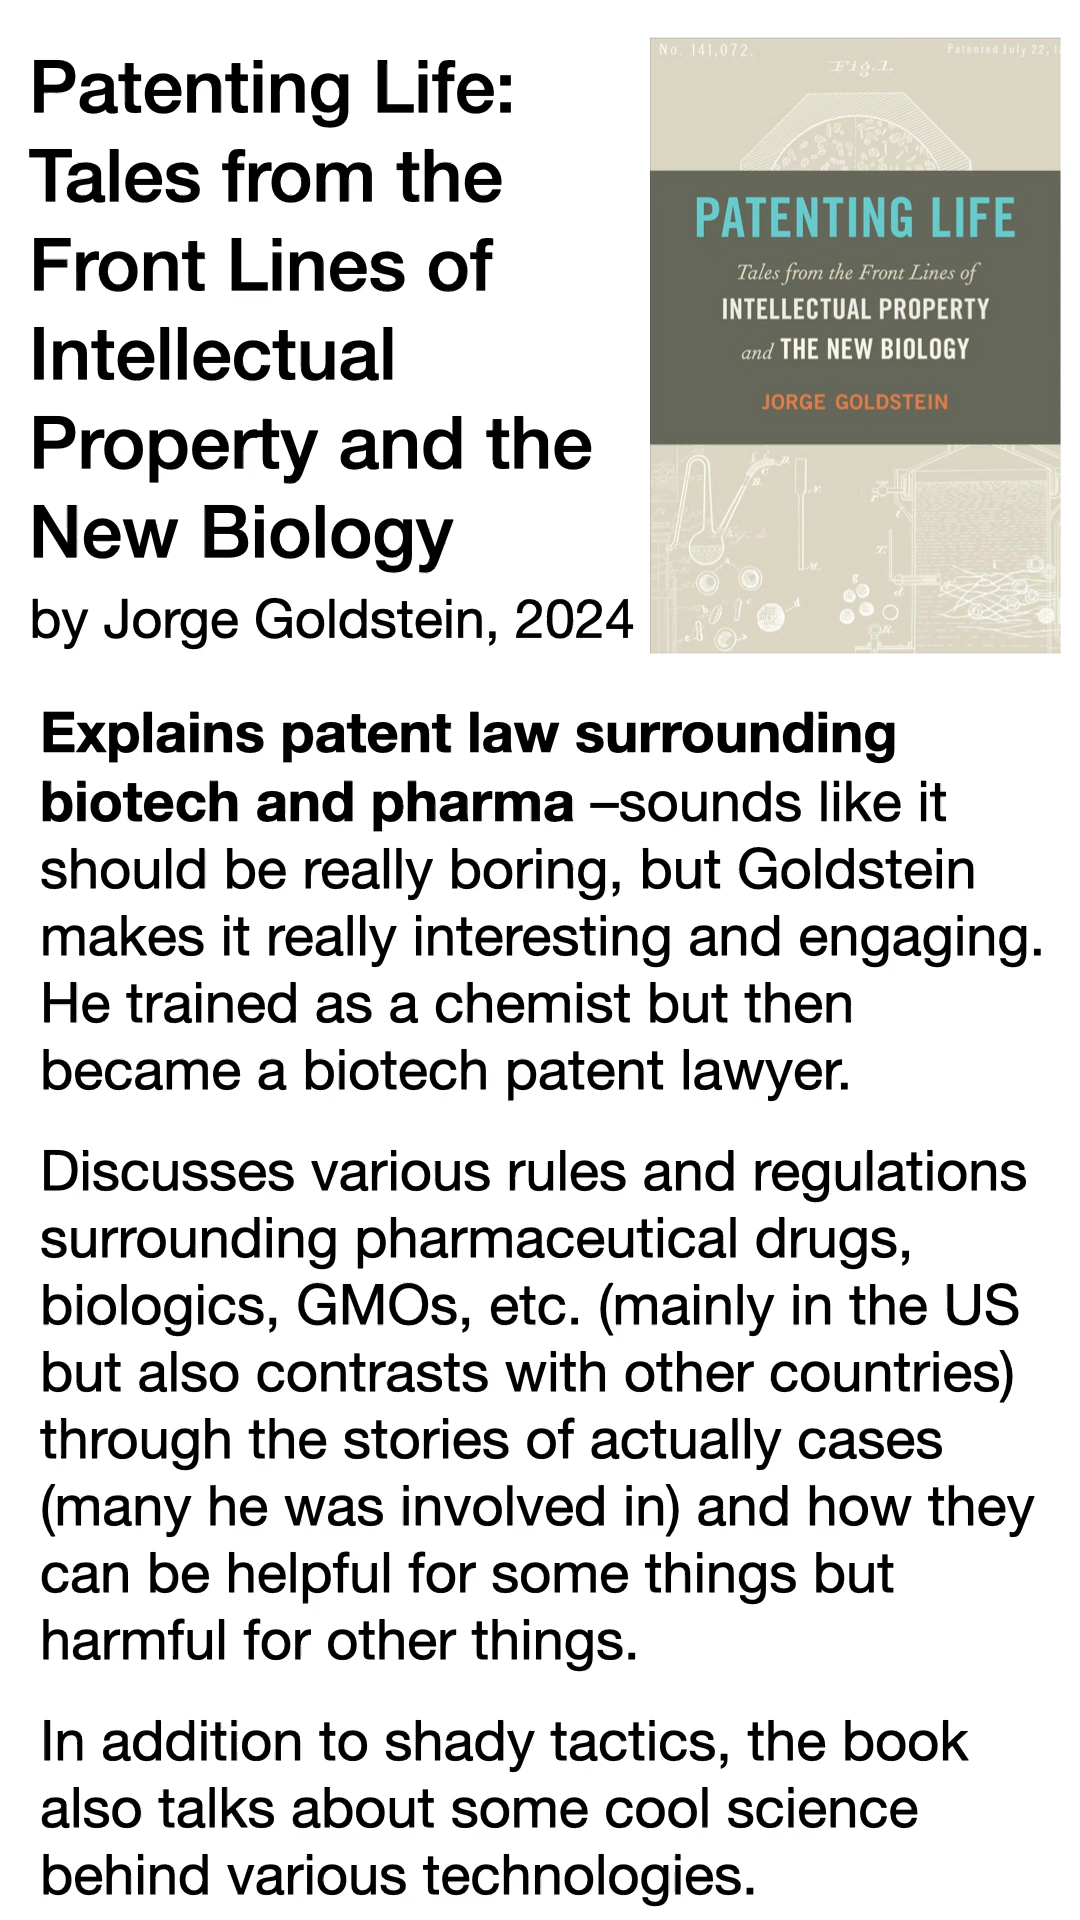 Patenting Life:
Tales from the
Front Lines of
Intellectual
Property and the
New Biology
by Jorge Goldstein, 2024
No. 141,072.
Patented July 22, 1
Fig. 1.
PATENTING LIFE
Tales from the Front Lines of
INTELLECTUAL PROPERTY
and THE NEW BIOLOGY
JORGE GOLDSTEIN
Explains patent law surrounding
biotech and pharma –sounds like it
should be really boring, but Goldstein
makes it really interesting and engaging.
He trained as a chemist but then
became a biotech patent lawyer.
Discusses various rules and regulations
surrounding pharmaceutical drugs,
biologics, GMOs, etc. (mainly in the US
but also contrasts with other countries)
through the stories of actually cases
(many he was involved in) and how they
can be helpful for some things but
harmful for other things.
In addition to shady tactics, the book
also talks about some cool science
behind various technologies.